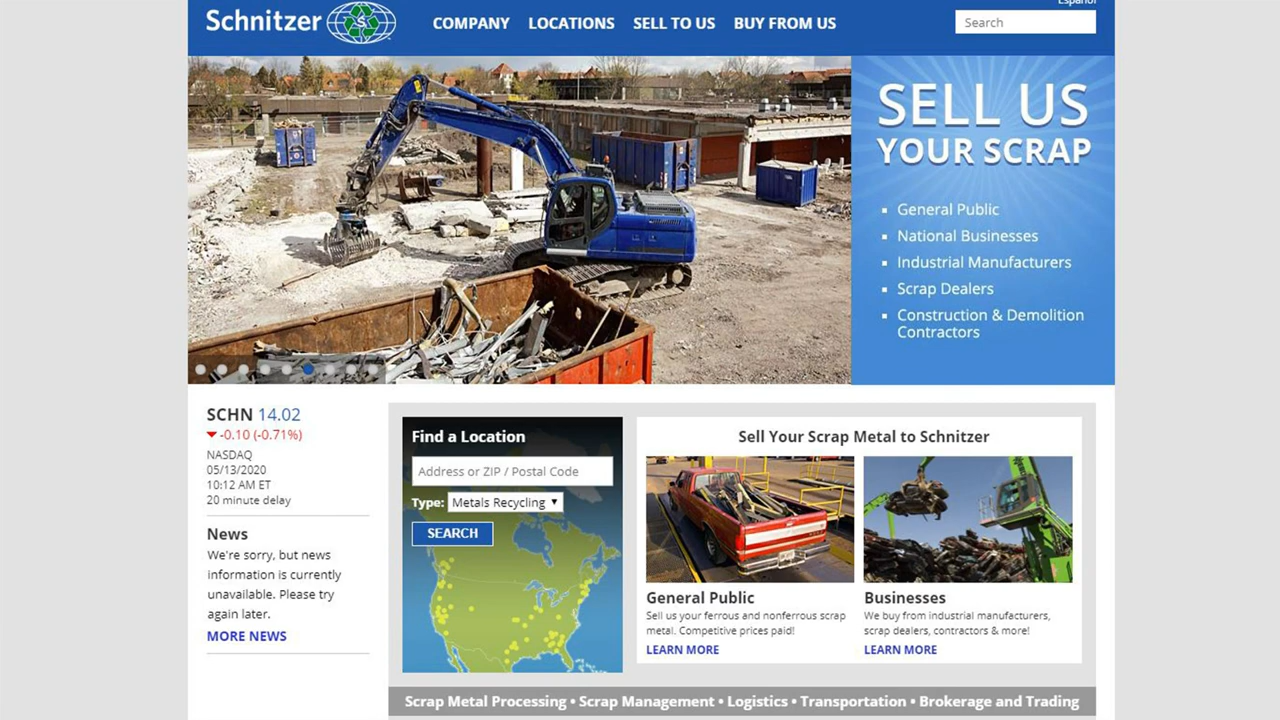 Español
Schnitzer
S
COMPANY LOCATIONS SELL TO US BUY FROM US
Search
SELL US
YOUR SCRAP
General Public
National Businesses
Industrial Manufacturers
Scrap Dealers
Construction & Demolition
Contractors
SCHN 14.02
-0.10 (-0.71%)
NASDAQ
05/13/2020
10:12 AM ET
20 minute delay
News
We're sorry, but news
information is currently
unavailable. Please try
again later.
MORE NEWS
Find a Location
Address or ZIP / Postal Code
Type: Metals Recycling
SEARCH
Sell Your Scrap Metal to Schnitzer
General Public
Sell us your ferrous and nonferrous scrap
metal. Competitive prices paid!
LEARN MORE
Businesses
We buy from industrial manufacturers,
scrap dealers, contractors & more!
LEARN MORE
Scrap Metal Processing • Scrap Management • Logistics • Transportation • Brokerage and Trading